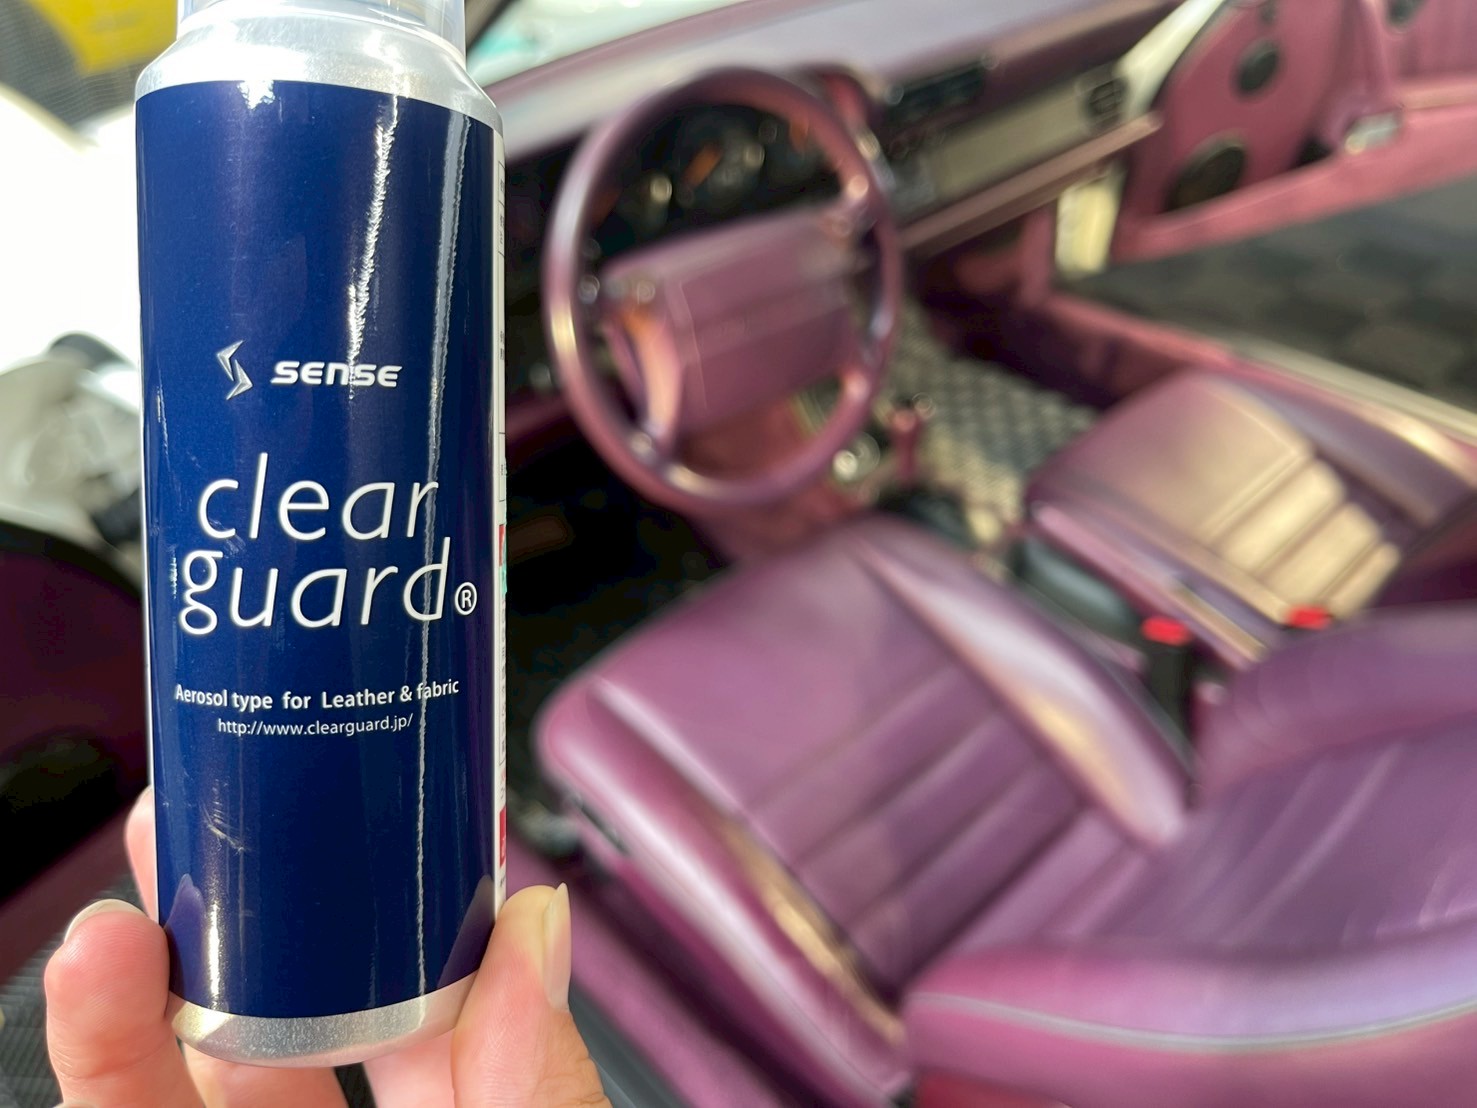 SENSE
clear
guard®
Aerosol type for Leather & fabric
http://www.clearguard.jp/